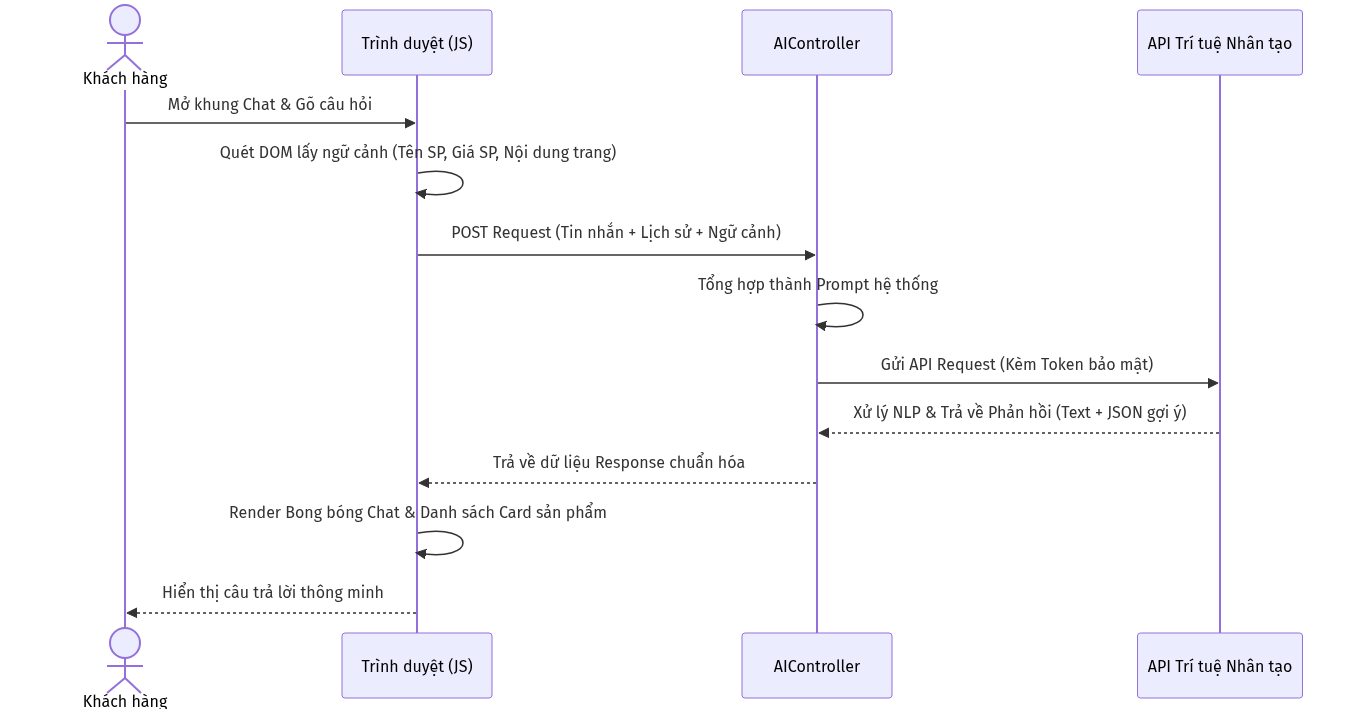 Khách hàng
Trình duyệt (JS)
AIController
API Trí tuệ Nhân tạo
Mở khung Chat & Gõ câu hỏi
Quét DOM lấy ngữ cảnh (Tên SP, Giá SP, Nội dung trang)
POST Request (Tin nhắn + Lịch sử + Ngữ cảnh)
Tổng hợp thành Prompt hệ thống
Gửi API Request (Kèm Token bảo mật)
Xử lý NLP & Trả về Phản hồi (Text + JSON gợi ý)
Trả về dữ liệu Response chuẩn hóa
Render Bong bóng Chat & Danh sách Card sản phẩm
Hiển thị câu trả lời thông minh
Khách hàng
Trình duyệt (JS)
AIController
API Trí tuệ Nhân tạo